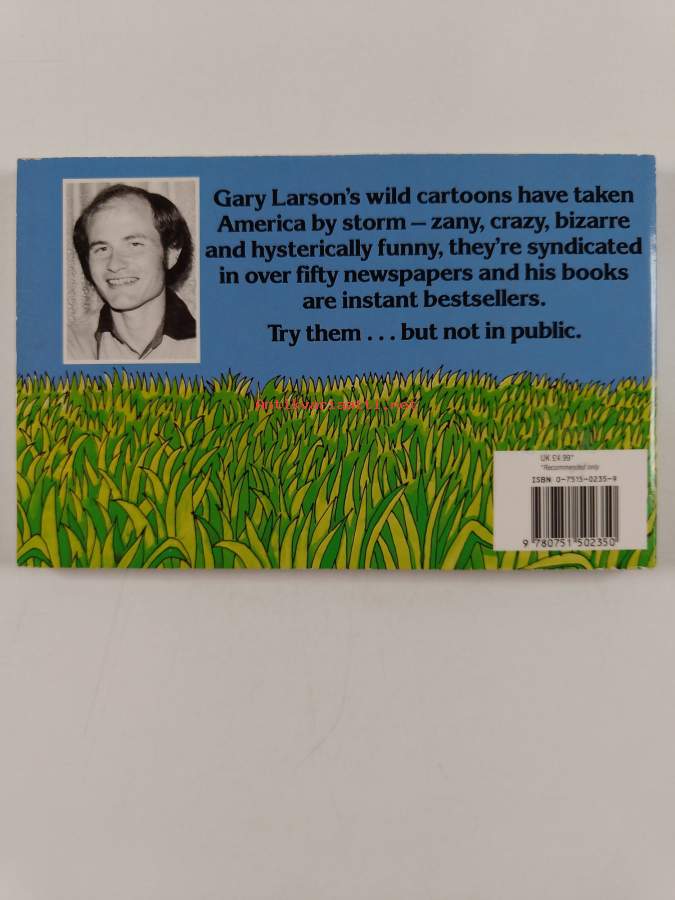 Gary Larson's wild cartoons have taken
America by storm – zany, crazy, bizarre
and hysterically funny, they're syndicated
in over fifty newspapers and his books
are instant bestsellers.
Try them . . . but not in public.
Antikvariaatti.net
UK £4.99*
*Recommended only
ISBN 0-7515-0235-9
9 780751 502350